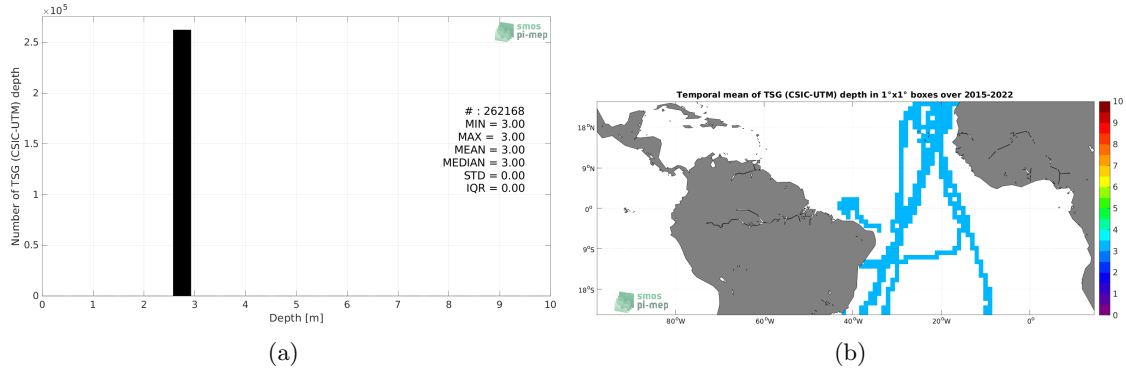 ×10⁵
smos
pi-mep
Number of TSG (CSIC-UTM) depth
2.5
2
1.5
1
0.5
0
# : 262168
MIN = 3.00
MAX = 3.00
MEAN = 3.00
MEDIAN = 3.00
STD = 0.00
IQR = 0.00
0 1 2 3 4 5 6 7 8 9 10
Depth [m]
(a)
Temporal mean of TSG (CSIC-UTM) depth in 1°x1° boxes over 2015-2022
18°N
9°N
0°
9°S
18°S
80°W 60°W 40°W 20°W 0°
10
9
8
7
6
5
4
3
2
1
0
smos
pi-mep
(b)